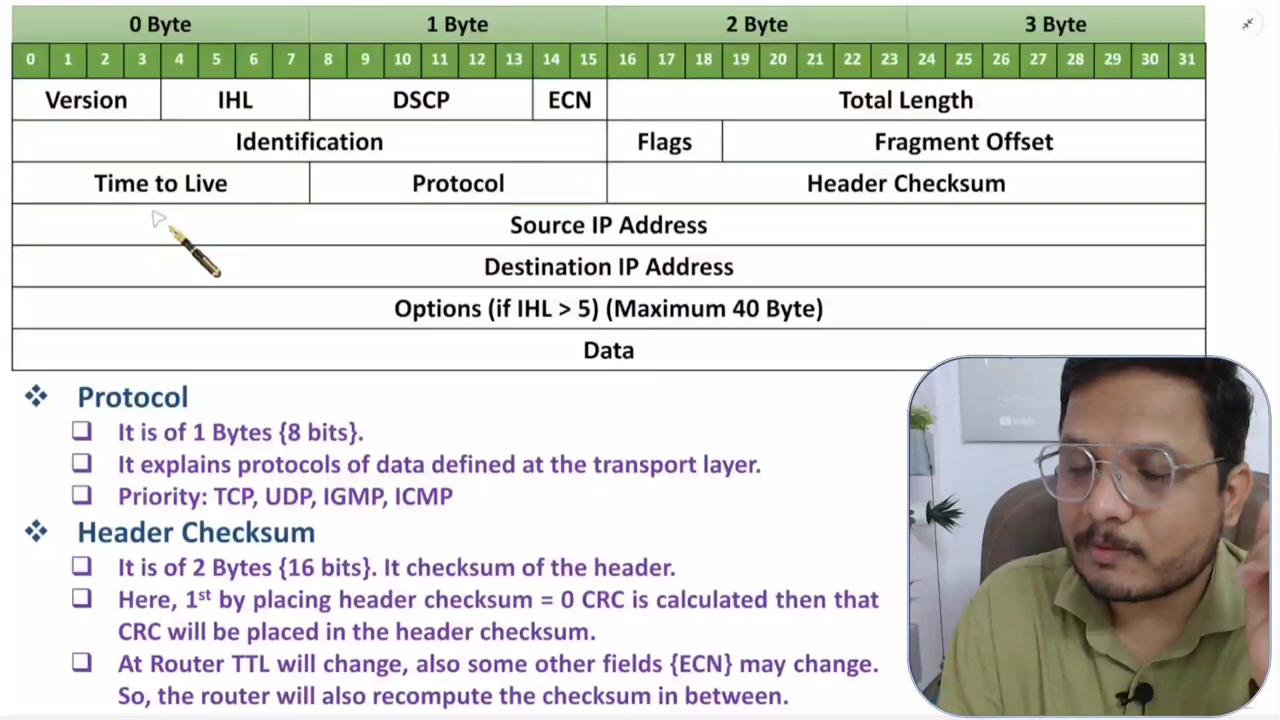 0 Byte 1 Byte 2 Byte 3 Byte
0 1 2 3 4 5 6 7 8 9 10 11 12 13 14 15 16 17 18 19 20 21 22 23 24 25 26 27 28 29 30 31
Version IHL DSCP ECN Total Length
Identification Flags Fragment Offset
Time to Live Protocol Header Checksum
Source IP Address
Destination IP Address
Options (if IHL > 5) (Maximum 40 Byte)
Data
❖ Protocol
❑ It is of 1 Bytes {8 bits}.
❑ It explains protocols of data defined at the transport layer.
❑ Priority: TCP, UDP, IGMP, ICMP
❖ Header Checksum
❑ It is of 2 Bytes {16 bits}. It checksum of the header.
❑ Here, 1st by placing header checksum = 0 CRC is calculated then that
CRC will be placed in the header checksum.
❑ At Router TTL will change, also some other fields {ECN} may change.
So, the router will also recompute the checksum in between.